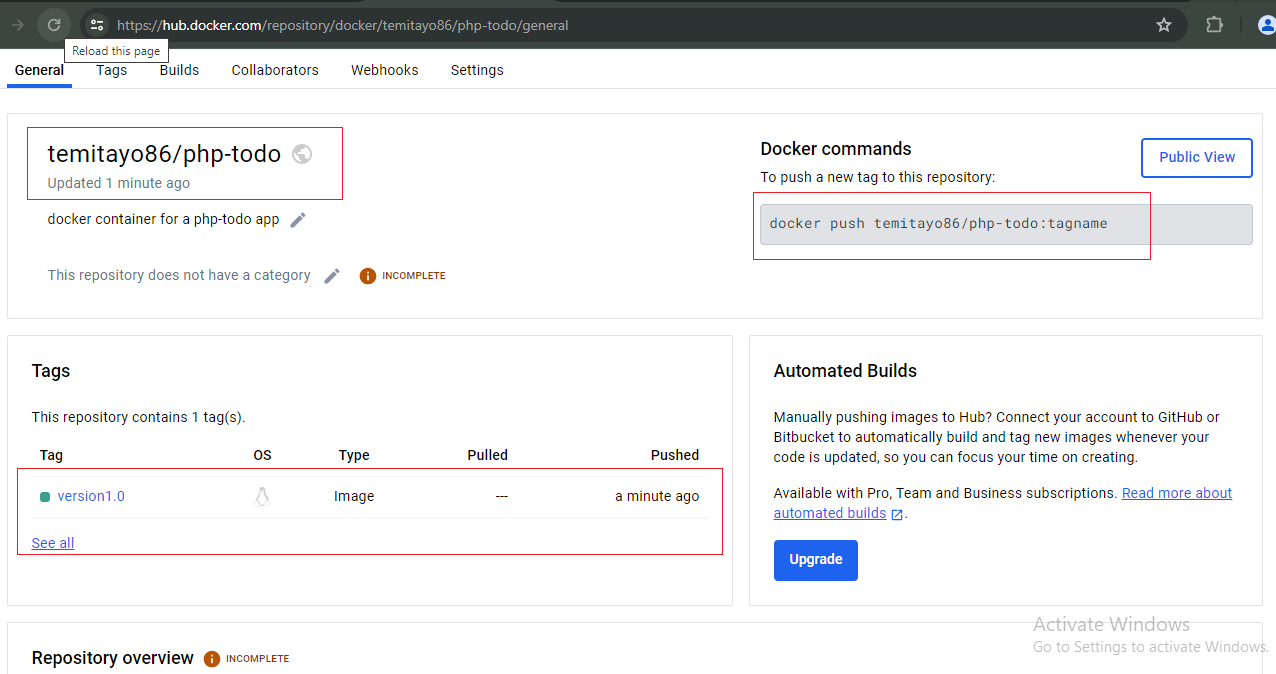 https://hub.docker.com/repository/docker/temitayo86/php-todo/general
Reload this page
General Tags Builds Collaborators Webhooks Settings
temitayo86/php-todo
Updated 1 minute ago
docker container for a php-todo app
This repository does not have a category INCOMPLETE
Docker commands
Public View
To push a new tag to this repository:
docker push temitayo86/php-todo:tagname
Tags
This repository contains 1 tag(s).
Tag OS Type Pulled Pushed
version1.0 Image --- a minute ago
See all
Automated Builds
Manually pushing images to Hub? Connect your account to GitHub or
Bitbucket to automatically build and tag new images whenever your
code is updated, so you can focus your time on creating.
Available with Pro, Team and Business subscriptions. Read more about
automated builds .
Upgrade
Repository overview INCOMPLETE
Activate Windows
Go to Settings to activate Windows.